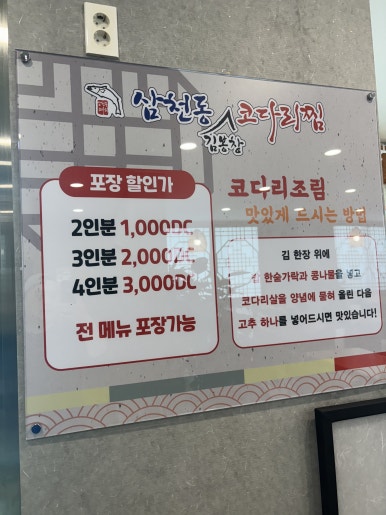 삼천동 코다리찜
김봉창
포장 할인가
2인분 1,000DC
3인분 2,000DC
4인분 3,000DC
전 메뉴 포장가능
코다리조림
맛있게 드시는 방법
김 한장 위에
한숟가락과 콩나물을 넣고
코다리살을 양념에 묻혀 올린 다음
고추 하나를 넣어드시면 맛있습니다!